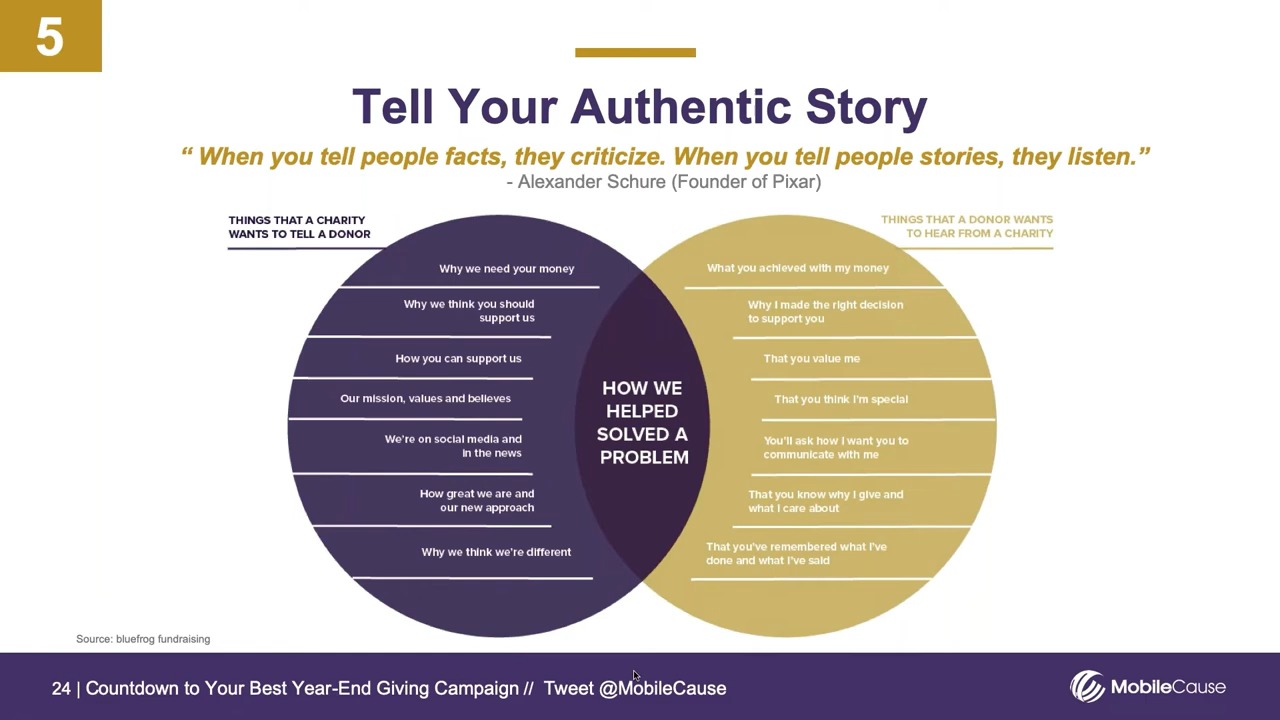 5
Tell Your Authentic Story
“ When you tell people facts, they criticize. When you tell people stories, they listen.”
- Alexander Schure (Founder of Pixar)
THINGS THAT A CHARITY
WANTS TO TELL A DONOR
Why we need your money
Why we think you should
support us
How you can support us
Our mission, values and believes
We're on social media and
in the news
How great we are and
our new approach
Why we think we're different
HOW WE
HELPED
SOLVED A
PROBLEM
THINGS THAT A DONOR WANTS
TO HEAR FROM A CHARITY
What you achieved with my money
Why I made the right decision
to support you
That you value me
That you think I'm special
You'll ask how I want you to
communicate with me
That you know why I give and
what I care about
That you've remembered what I've
done and what I've said
Source: bluefrog fundraising
24 | Countdown to Your Best Year-End Giving Campaign // Tweet @MobileCause
MobileCause